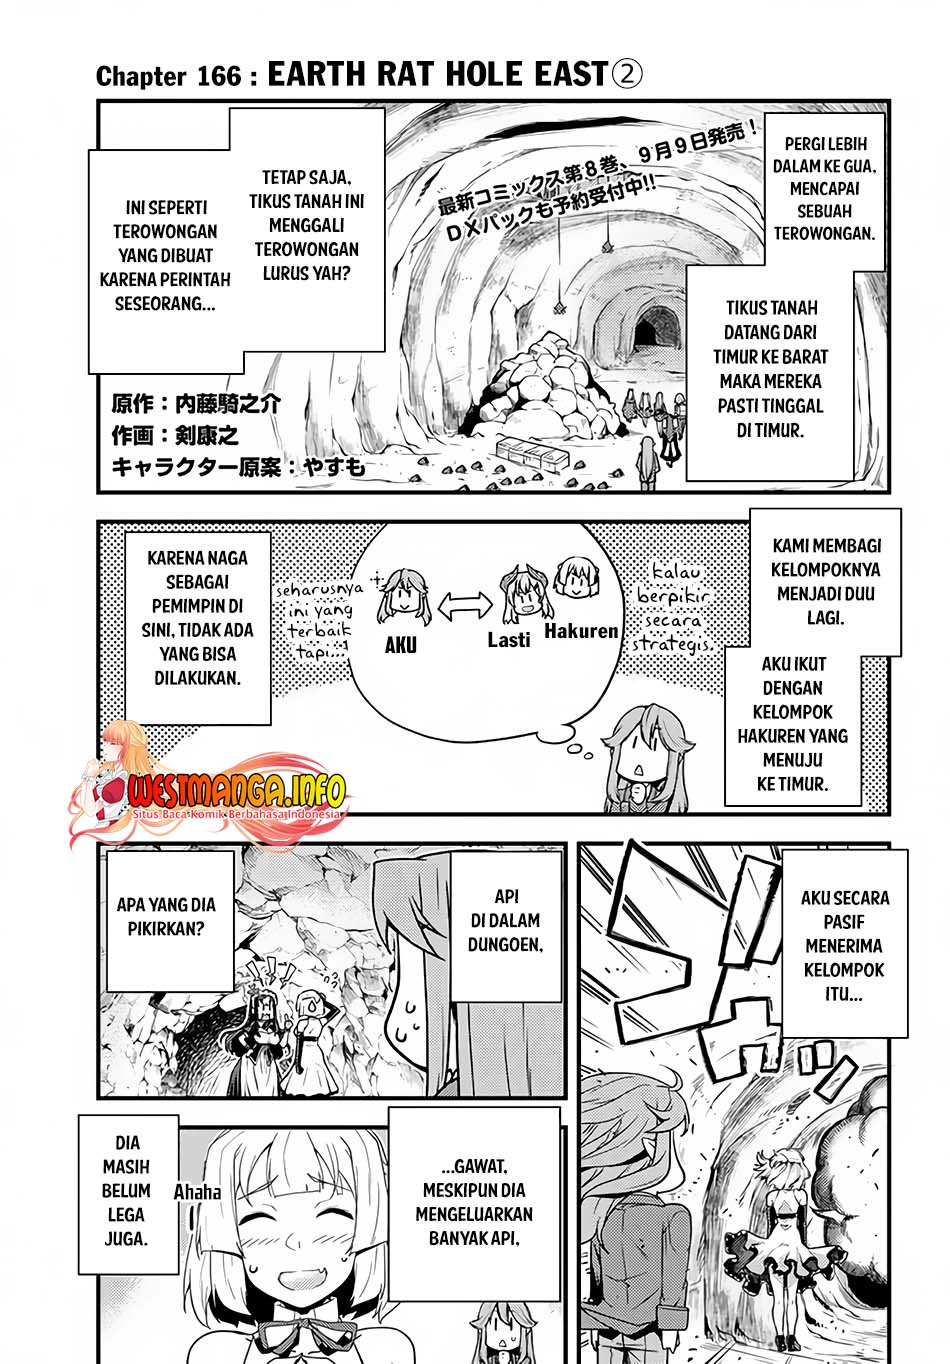 Chapter 166 : EARTH RAT HOLE EAST②
PERGI LEBIH
DALAM KE GUA,
MENCAPAI
SEBUAH
TEROWONGAN.
最新コミックス第8巻、9月9日発売！
DXパックも予約受付中!!
TIKUS TANAH
DATANG DARI
TIMUR KE BARAT
MAKA MEREKA
PASTI TINGGAL
DI TIMUR.
TETAP SAJA,
TIKUS TANAH INI
MENGGALI
TEROWONGAN
LURUS YAH?
INI SEPERTI
TEROWONGAN
YANG DIBUAT
KARENA PERINTAH
SESEORANG...
原作：内藤騎之介
作画：剣康之
キャラクター原案：やすも
KAMI MEMBAGI
KELOMPOKNYA
MENJADI DUU
LAGI.
AKU IKUT
DENGAN
KELOMPOK
HAKUREN YANG
MENUJU
KE TIMUR.
kalau
berpikir
secara
strategis.
AKU
Lasti
Hakuren
seharusnya
ini yang
terbaik
tapi...
KARENA NAGA
SEBAGAI
PEMIMPIN DI
SINI, TIDAK ADA
YANG BISA
DILAKUKAN.
WESTMANGA.INFO
Situs Baca Komik Berbahasa Indonesia
AKU SECARA
PASIF
MENERIMA
KELOMPOK
ITU...
API
DI DALAM
DUNGOEN,
APA YANG DIA
PIKIRKAN?
...GAWAT,
MESKIPUN DIA
MENGELUARKAN
BANYAK API,
Ahaha
DIA
MASIH
BELUM
LEGA
JUGA.